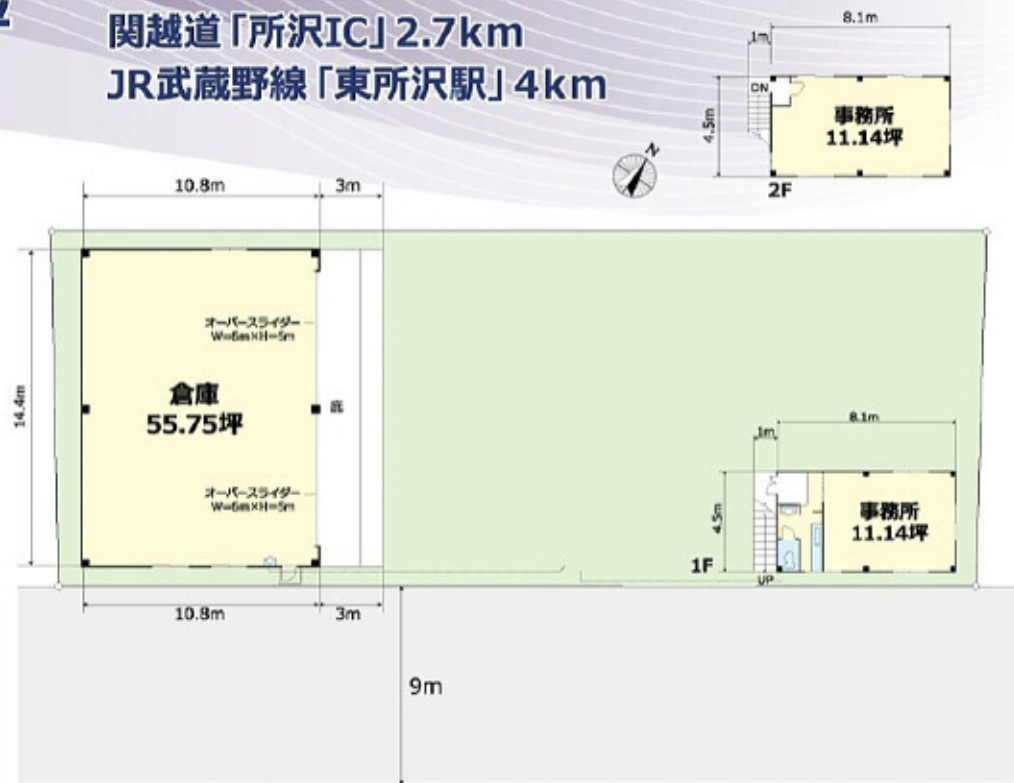 関越道「所沢IC」2.7km
JR武蔵野線「東所沢駅」4km
8.1m
1m
DN
4.5m
事務所
11.14坪
2F
N
10.8m
3m
14.4m
オーバースライダー
W=6m×H=5m
倉庫
55.75坪
庇
オーバースライダー
W=6m×H=5m
8.1m
1m
4.5m
事務所
11.14坪
1F
UP
10.8m
3m
9m